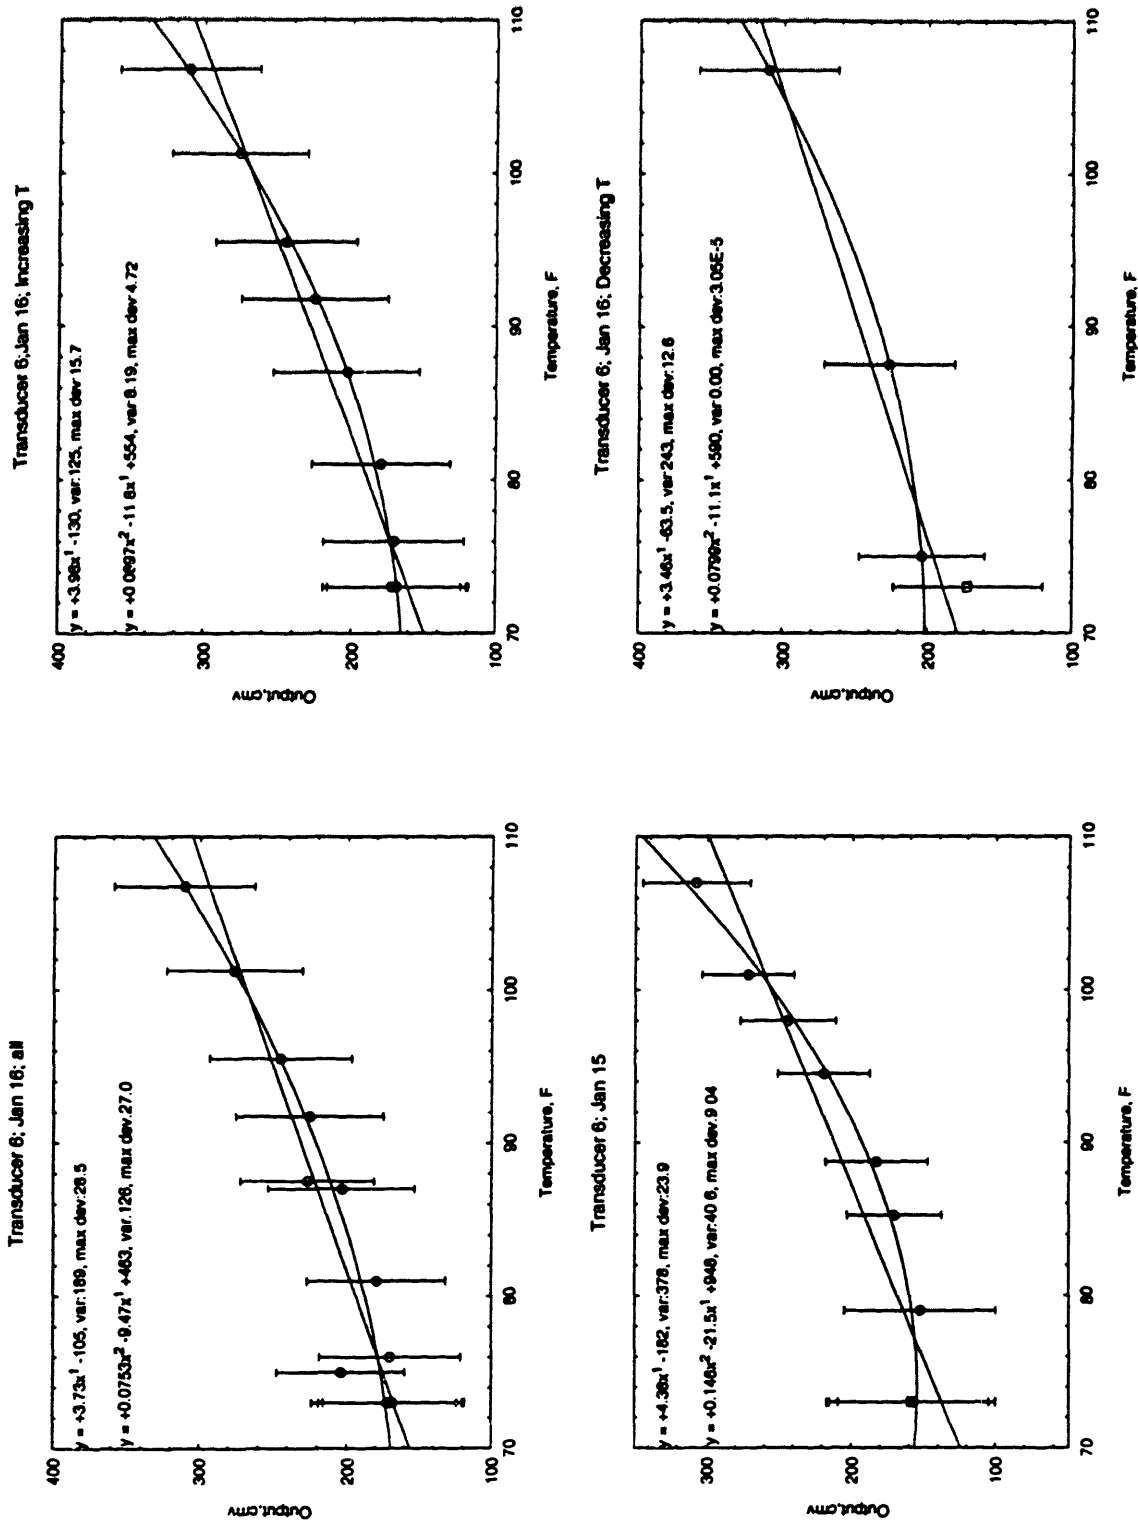 Transducer 6; Jan 16; all
y = +3.73x¹ -105, var:189, max dev:28.5
y = +0.0753x² -9.47x¹ +463, var:126, max dev:27.0
Output,cmv
400
300
200
100
70
80
90
100
110
Temperature, F
Transducer 6;Jan 16; Increasing T
y = +3.98x¹ -130, var:125, max dev:15.7
y = +0.0897x² -11.8x¹ +554, var:8.19, max dev:4.72
Output,cmv
400
300
200
100
70
80
90
100
110
Temperature, F
Transducer 6; Jan 15
y = +4.36x¹ -182, var:378, max dev:23.9
y = +0.146x² -21.5x¹ +948, var:40.6, max dev:9.04
Output,cmv
300
200
100
70
80
90
100
110
Temperature, F
Transducer 6; Jan 16; Decreasing T
y = +3.46x¹ -63.5, var:243, max dev:12.6
y = +0.0799x² -11.1x¹ +590, var:0.00, max dev:3.05E-5
Output,cmv
400
300
200
100
70
80
90
100
110
Temperature, F